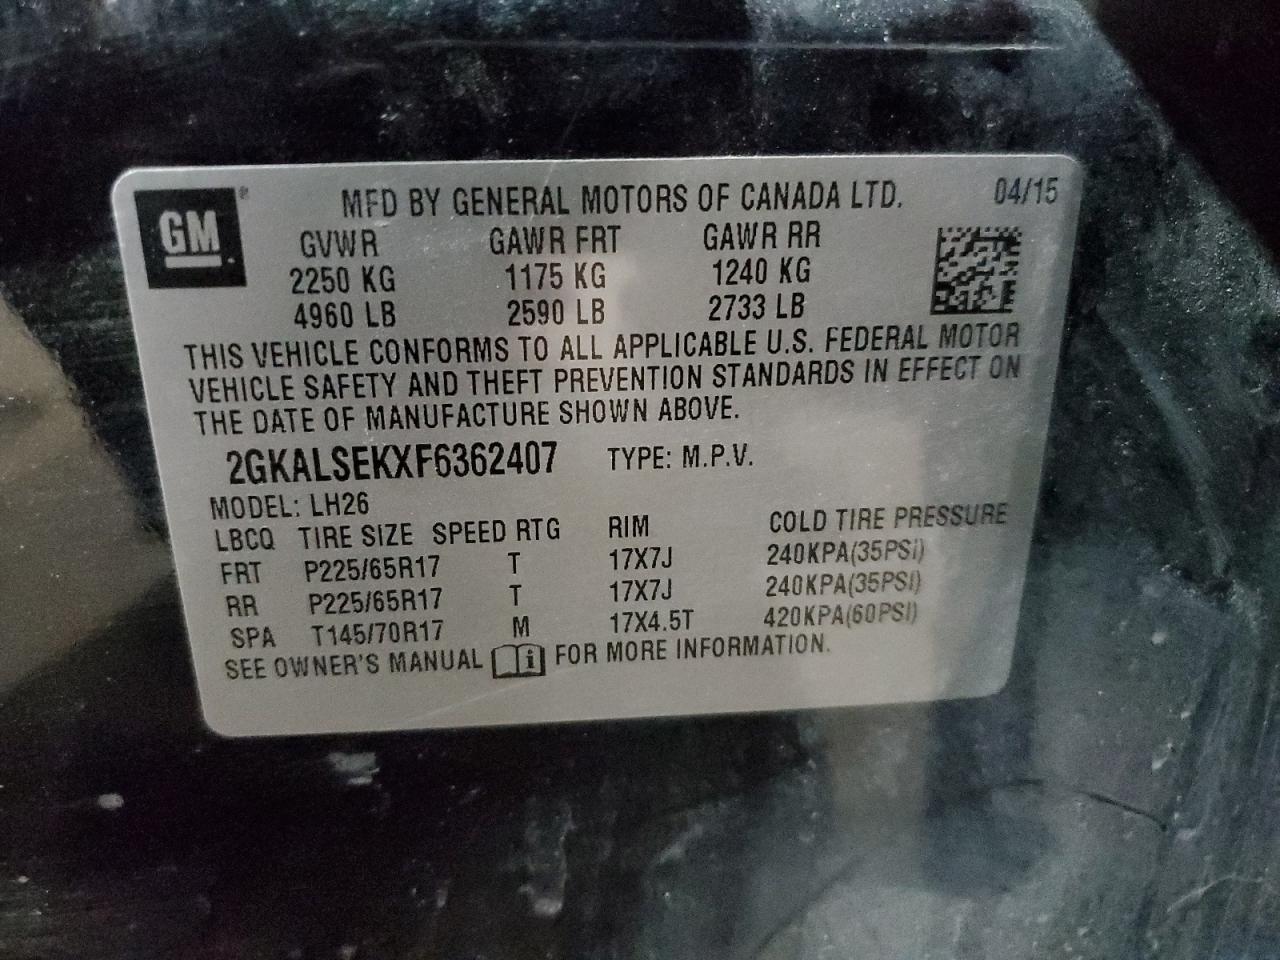 GM
MFD BY GENERAL MOTORS OF CANADA LTD. 04/15
GVWR GAWR FRT GAWR RR
2250 KG 1175 KG 1240 KG
4960 LB 2590 LB 2733 LB
THIS VEHICLE CONFORMS TO ALL APPLICABLE U.S. FEDERAL MOTOR
VEHICLE SAFETY AND THEFT PREVENTION STANDARDS IN EFFECT ON
THE DATE OF MANUFACTURE SHOWN ABOVE.
2GKALSEKXF6362407 TYPE: M.P.V.
MODEL: LH26
LBCQ TIRE SIZE SPEED RTG RIM COLD TIRE PRESSURE
FRT P225/65R17 T 17X7J 240KPA(35PSI)
RR P225/65R17 T 17X7J 240KPA(35PSI)
SPA T145/70R17 M 17X4.5T 420KPA(60PSI)
SEE OWNER'S MANUAL i FOR MORE INFORMATION.